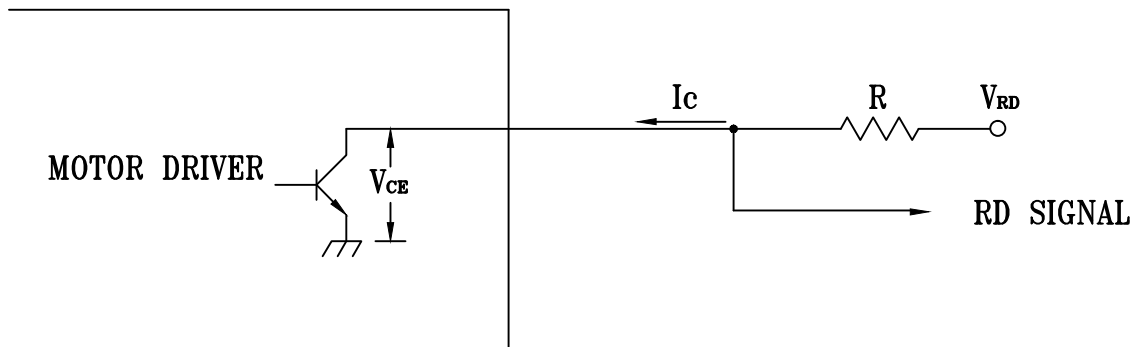 Ic
R
VRD
MOTOR DRIVER
VCE
RD SIGNAL